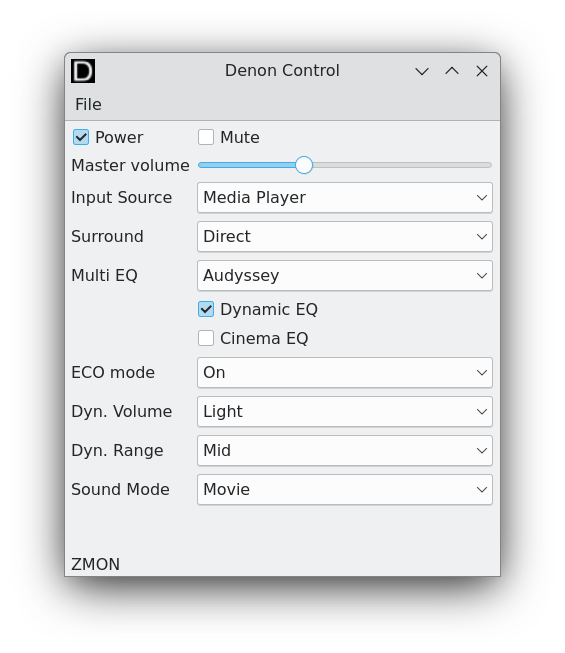 D
Denon Control
File
Power Mute
Master volume
Input Source Media Player
Surround Direct
Multi EQ Audyssey
Dynamic EQ
Cinema EQ
ECO mode On
Dyn. Volume Light
Dyn. Range Mid
Sound Mode Movie
ZMON